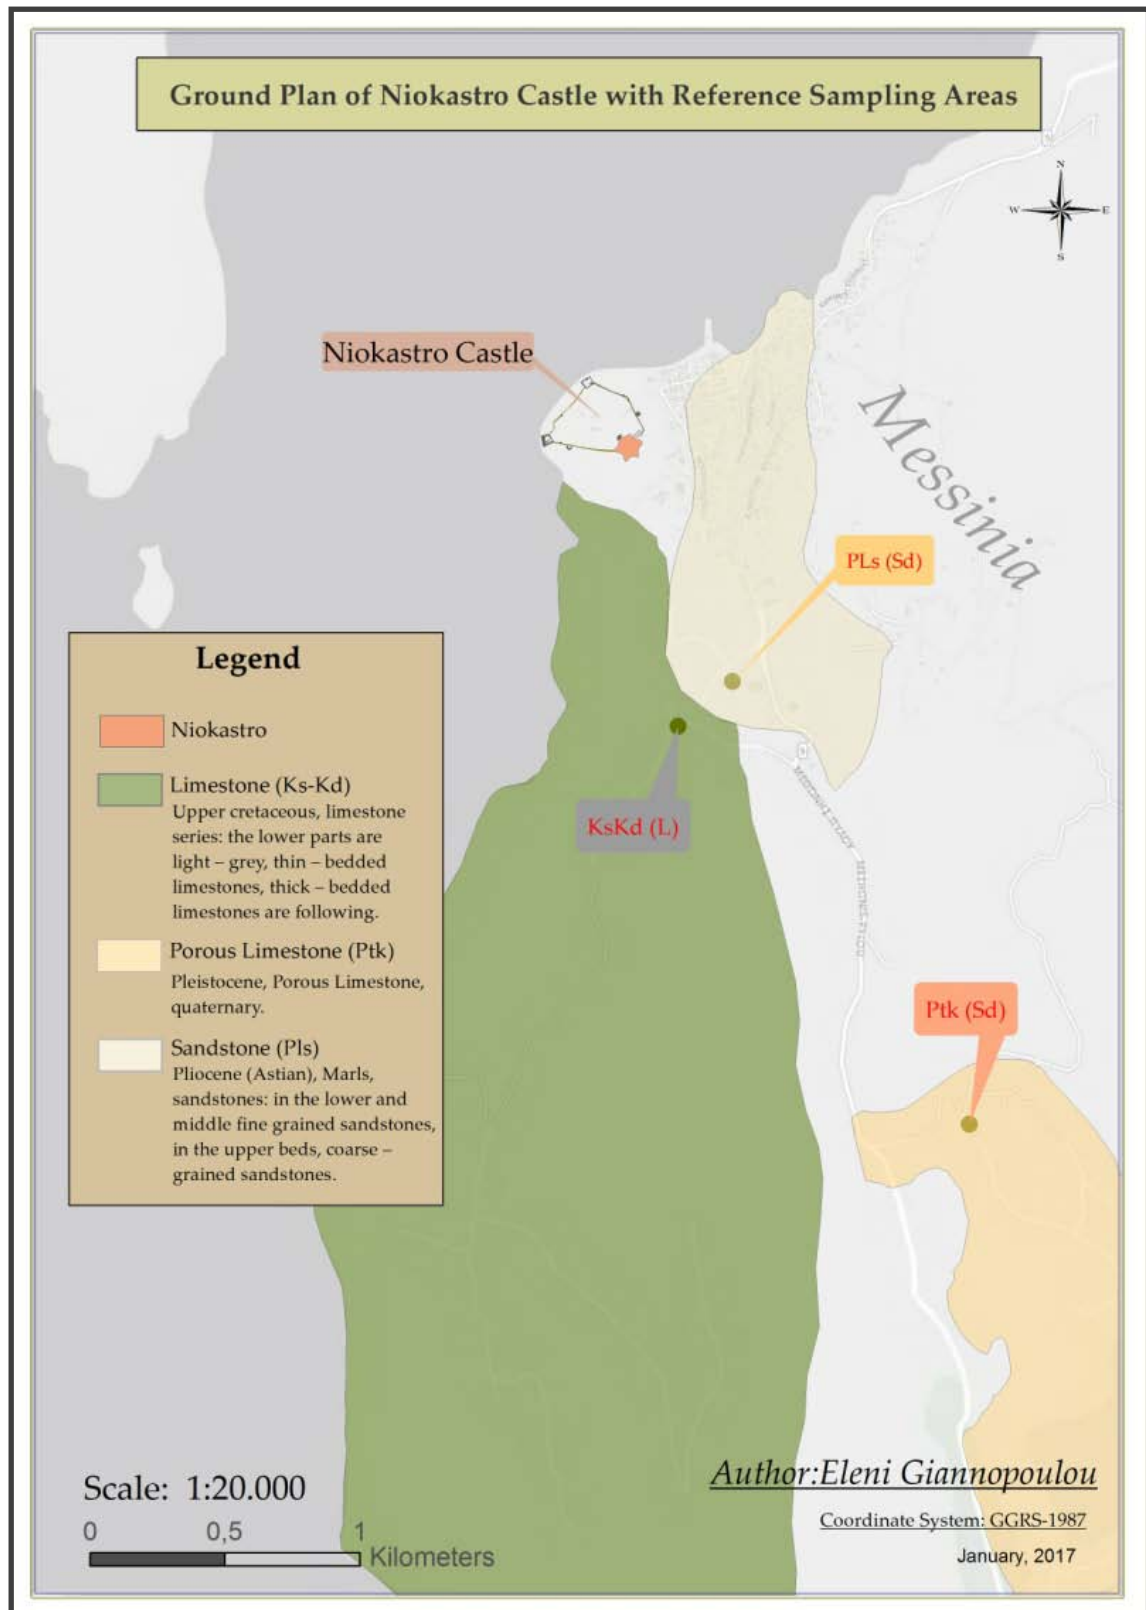 Ground Plan of Niokastro Castle with Reference Sampling Areas
N
W
E
S
Niokastro Castle
Messinia
PLs (Sd)
Legend
Niokastro
Limestone (Ks-Kd)
Upper cretaceous, limestone
series: the lower parts are
light – grey, thin – bedded
limestones, thick – bedded
limestones are following.
Porous Limestone (Ptk)
Pleistocene, Porous Limestone,
quaternary.
Sandstone (Pls)
Pliocene (Astian), Marls,
sandstones: in the lower and
middle fine grained sandstones,
in the upper beds, coarse –
grained sandstones.
KsKd (L)
Ptk (Sd)
Scale: 1:20.000
0 0,5 1
Kilometers
Author:Eleni Giannopoulou
Coordinate System: GGRS-1987
January, 2017